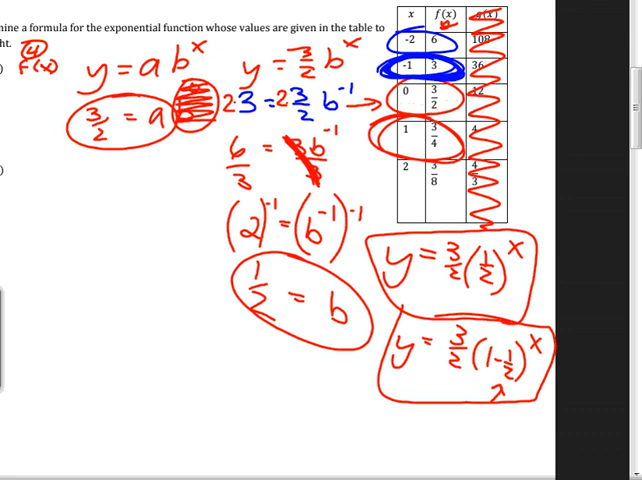 mine a formula for the exponential function whose values are given in the table to
ht.
④
f(x)
)
y = a b^x
3/2 = a
y = 3/2 b^x
2·3 = 2 3/2 b^-1
6/3 = 3b^-1/3
(2)^-1 = (b^-1)^-1
1/2 = b
x f(x) g(x)
-2 6 108
-1 3 36
0 3/2 12
1 3/4 4
2 3/8 4/3
)
y = 3/2 (1/2)^x
y = 3/2 (1-1/2)^x